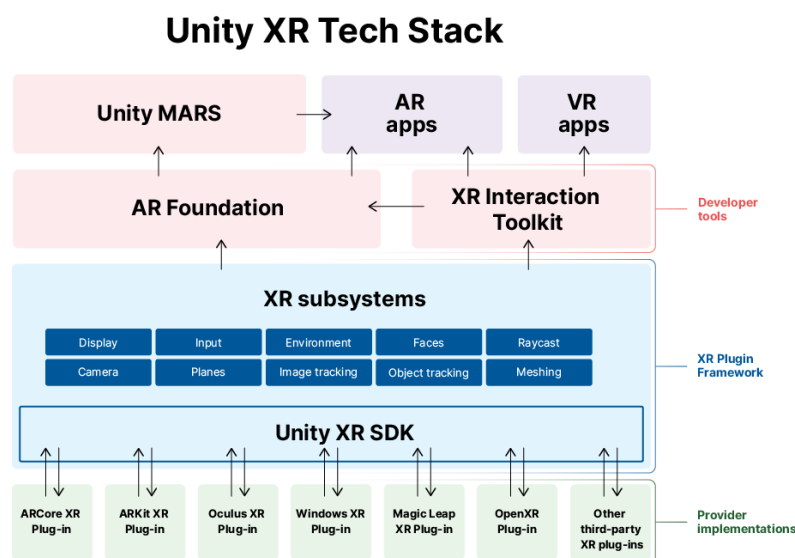 Unity XR Tech Stack
Unity MARS
AR
apps
VR
apps
AR Foundation
XR Interaction
Toolkit
Developer
tools
XR subsystems
Display
Input
Environment
Faces
Raycast
Camera
Planes
Image tracking
Object tracking
Meshing
XR Plugin
Framework
Unity XR SDK
ARCore XR
Plug-in
ARKit XR
Plug-in
Oculus XR
Plug-in
Windows XR
Plug-in
Magic Leap
XR Plug-in
OpenXR
Plug-in
Other
third-party
XR plug-ins
Provider
implementations